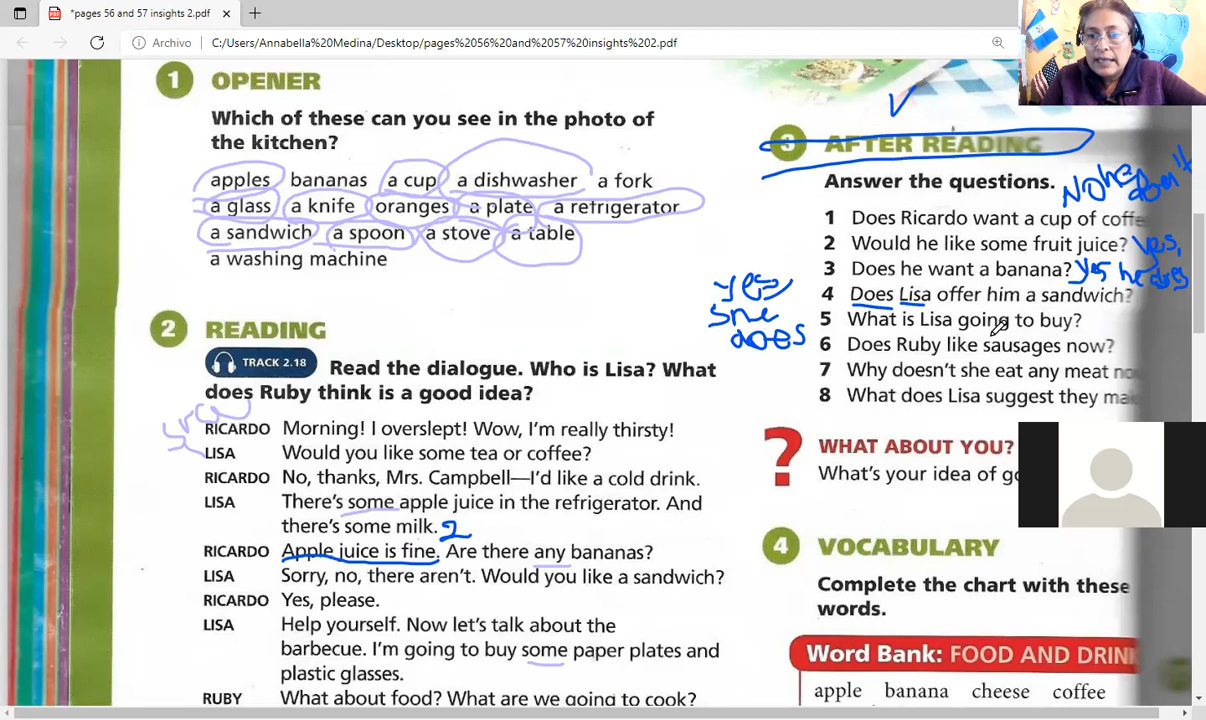 *pages 56 and 57 insights 2.pdf
Archivo
C:/Users/Annabella%20Medina/Desktop/pages%2056%20and%2057%20insights%202.pdf
1 OPENER
Which of these can you see in the photo of
the kitchen?
apples bananas a cup a dishwasher a fork
a glass a knife oranges a plate a refrigerator
a sandwich a spoon a stove a table
a washing machine
2 READING
TRACK 2.18 Read the dialogue. Who is Lisa? What
does Ruby think is a good idea?
RICARDO Morning! I overslept! Wow, I'm really thirsty!
LISA Would you like some tea or coffee?
RICARDO No, thanks, Mrs. Campbell—I'd like a cold drink.
LISA There's some apple juice in the refrigerator. And
there's some milk. 2
RICARDO Apple juice is fine. Are there any bananas?
LISA Sorry, no, there aren't. Would you like a sandwich?
RICARDO Yes, please.
LISA Help yourself. Now let's talk about the
barbecue. I'm going to buy some paper plates and
plastic glasses.
RUBY What about food? What are we going to cook?
3 AFTER READING
Answer the questions.
No he don't
1 Does Ricardo want a cup of coffe
2 Would he like some fruit juice? yes,
3 Does he want a banana? yes he does
4 Does Lisa offer him a sandwich?
yes
she
does
5 What is Lisa going to buy?
6 Does Ruby like sausages now?
7 Why doesn't she eat any meat
8 What does Lisa suggest they
? WHAT ABOUT YOU?
What's your idea of
4 VOCABULARY
Complete the chart with these
words.
Word Bank: FOOD AND DRIN
apple banana cheese coffee